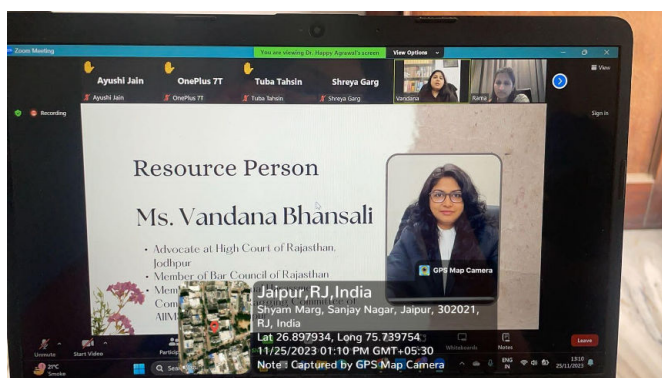 Zoom Meeting
You are viewing Dr. Happy Agrawal's screen
View Options
View
Ayushi Jain
OnePlus 7T
Tuba Tahsin
Shreya Garg
Ayushi Jain
OnePlus 7T
Tuba Tahsin
Shreya Garg
Vandana
Rama
Recording
Sign in
Resource Person
Ms. Vandana Bhansali
• Advocate at High Court of Rajasthan,
Jodhpur
• Member of Bar Council of Rajasthan
GPS Map Camera
Jaipur, RJ, India
Shyam Marg, Sanjay Nagar, Jaipur, 302021,
RJ, India
Lat 26.897934, Long 75.739754
11/25/2023 01:10 PM GMT+05:30
Note : Captured by GPS Map Camera
Unmute
Start Video
Whiteboards
Notes
Leave
21°C
Smoke
ENG
IN
13:10
25/11/2023